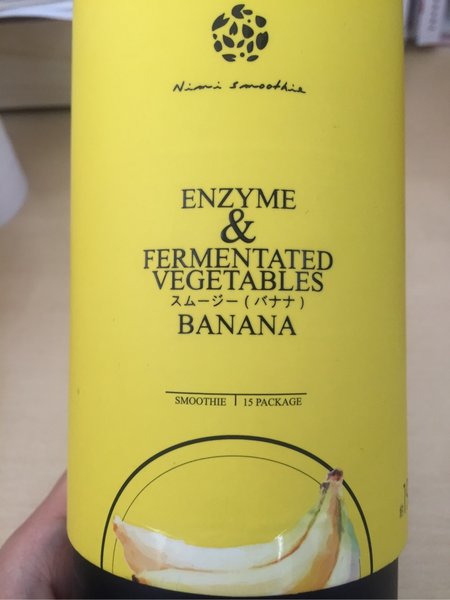 Nimi smoothie
ENZYME
&
FERMENTATED
VEGETABLES
スムージー(バナナ)
BANANA
SMOOTHIE | 15 PACKAGE